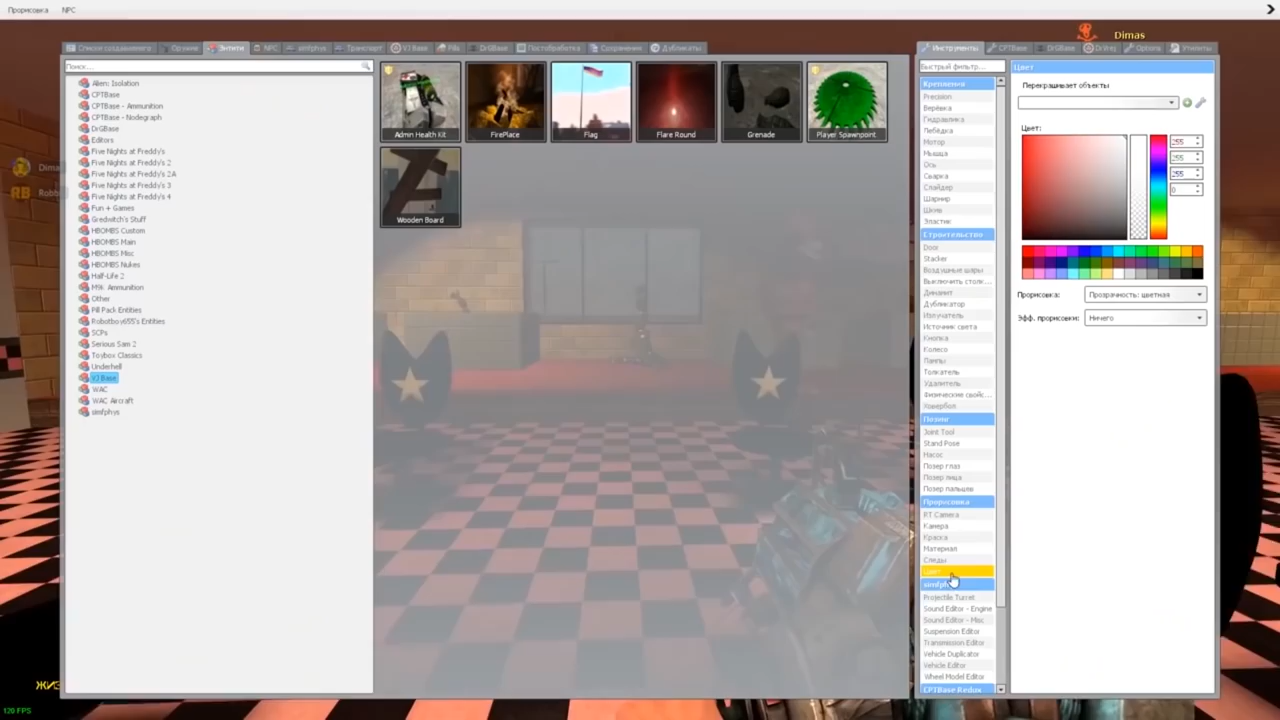 Прорисовка NPC
Dimas
Список создаваемого Оружие Энтити NPC simfphys Транспорт VJ Base Pills DrGBase Постобработка Сохранения Дубликаты
Поиск...
Alien: Isolation
CPTBase
CPTBase - Ammunition
CPTBase - Nodegraph
DrGBase
Editors
Five Nights at Freddy's
Five Nights at Freddy's 2
Five Nights at Freddy's 2A
Five Nights at Freddy's 3
Five Nights at Freddy's 4
Fun + Games
Gredwitch's Stuff
HBOMBS Custom
HBOMBS Main
HBOMBS Misc
HBOMBS Nukes
Half-Life 2
M9K Ammunition
Other
Pill Pack Entities
Robotboy655's Entities
SCPs
Serious Sam 2
Toybox Classics
Underhell
VJ Base
WAC
WAC Aircraft
simfphys
Admin Health Kit
FirePlace
Flag
Flare Round
Grenade
Player Spawnpoint
Wooden Board
Dima
RB Robb
ЖИЗ
120 FPS
Инструменты CPTBase DrGBase DrVrej Options Утилиты
Быстрый фильтр...
Крепления
Precision
Верёвка
Гидравлика
Лебёдка
Мотор
Мышца
Ось
Сварка
Слайдер
Шарнир
Шкив
Эластик
Строительство
Door
Stacker
Воздушные шары
Выключить столк...
Динамит
Дубликатор
Излучатель
Источник света
Кнопка
Колесо
Лампы
Толкатель
Удалитель
Физические свойс...
Ховербол
Позинг
Joint Tool
Stand Pose
Насос
Позер глаз
Позер лица
Позер пальцев
Прорисовка
RT Camera
Камера
Краска
Материал
Следы
Цвет
simfphys
Projectile Turret
Sound Editor - Engine
Sound Editor - Misc
Suspension Editor
Transmission Editor
Vehicle Duplicator
Vehicle Editor
Wheel Model Editor
CPTBase Redux
Цвет
Перекрашивает объекты
Цвет:
255
255
255
0
Прорисовка: Прозрачность: цветная
Эфф. прорисовки: Ничего